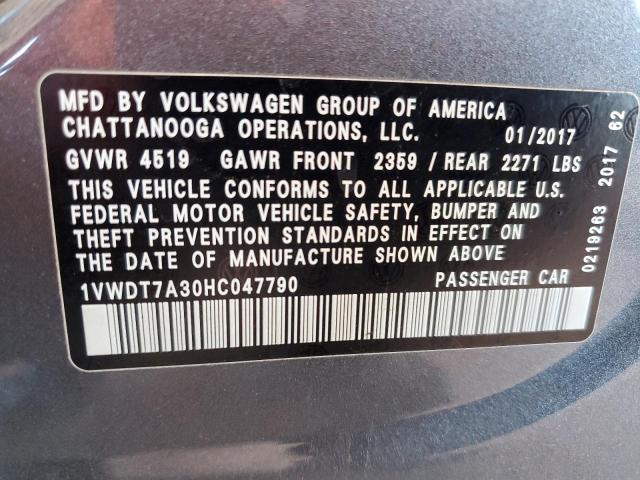 MFD BY VOLKSWAGEN GROUP OF AMERICA
CHATTANOOGA OPERATIONS, LLC. 01/2017
GVWR 4519 GAWR FRONT 2359 / REAR 2271 LBS
THIS VEHICLE CONFORMS TO ALL APPLICABLE U.S.
FEDERAL MOTOR VEHICLE SAFETY, BUMPER AND
THEFT PREVENTION STANDARDS IN EFFECT ON
THE DATE OF MANUFACTURE SHOWN ABOVE
1VWDT7A30HC047790 PASSENGER CAR
0219263 2017 62